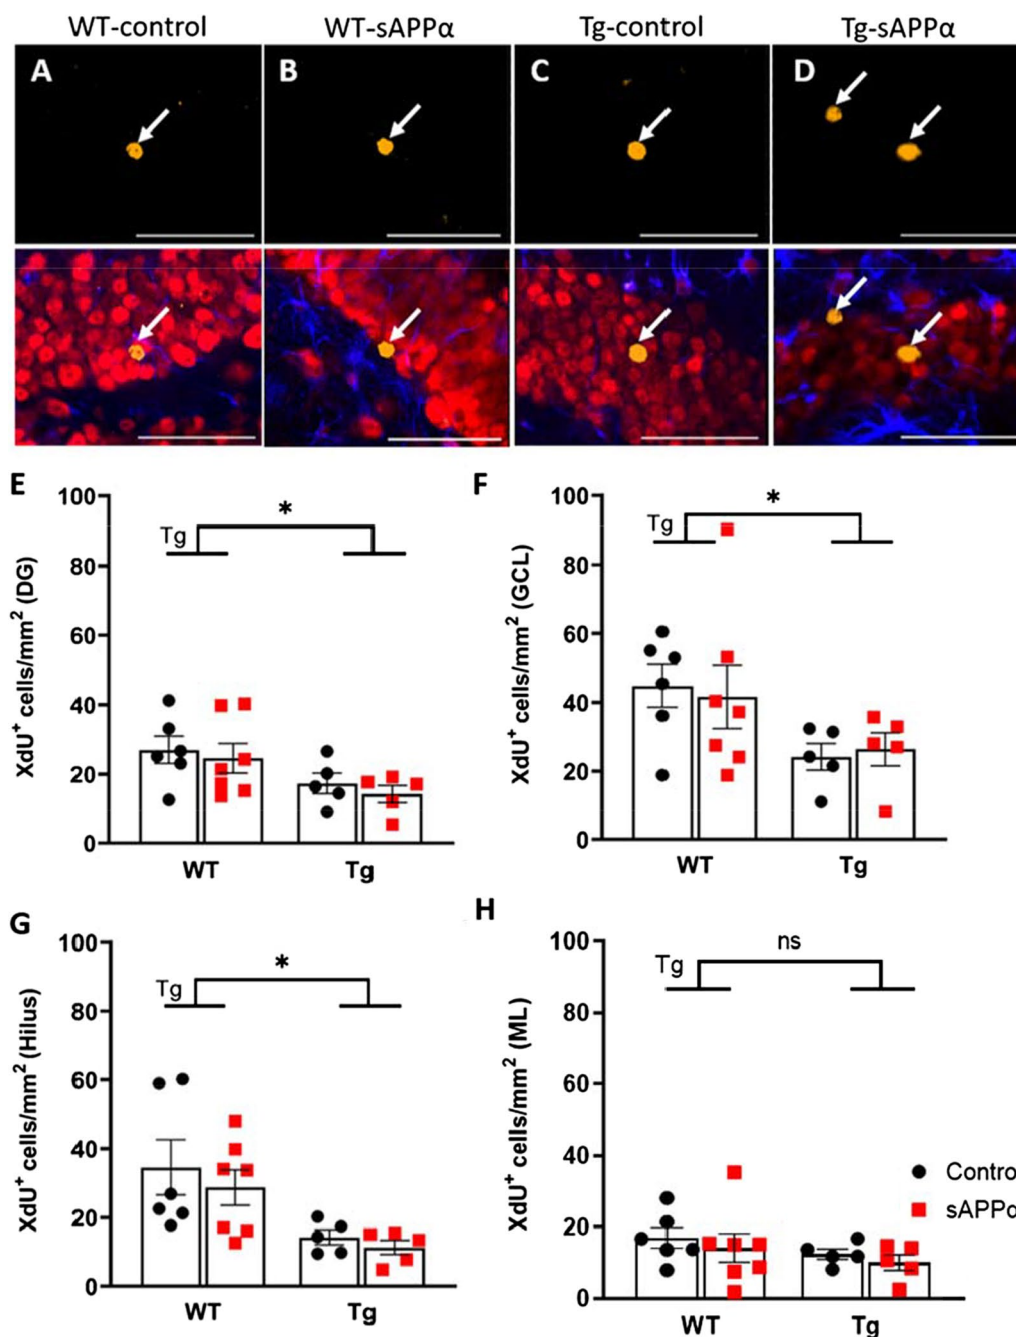 WT-control WT-sAPPα Tg-control Tg-sAPPα
A B C D
E
XdU⁺ cells/mm² (DG)
100
80
60
40
20
0
Tg
*
WT Tg
F
XdU⁺ cells/mm² (GCL)
100
80
60
40
20
0
Tg
*
WT Tg
G
XdU⁺ cells/mm² (Hilus)
100
80
60
40
20
0
Tg
*
WT Tg
H
XdU⁺ cells/mm² (ML)
100
80
60
40
20
0
Tg
ns
WT Tg
Control
sAPPα